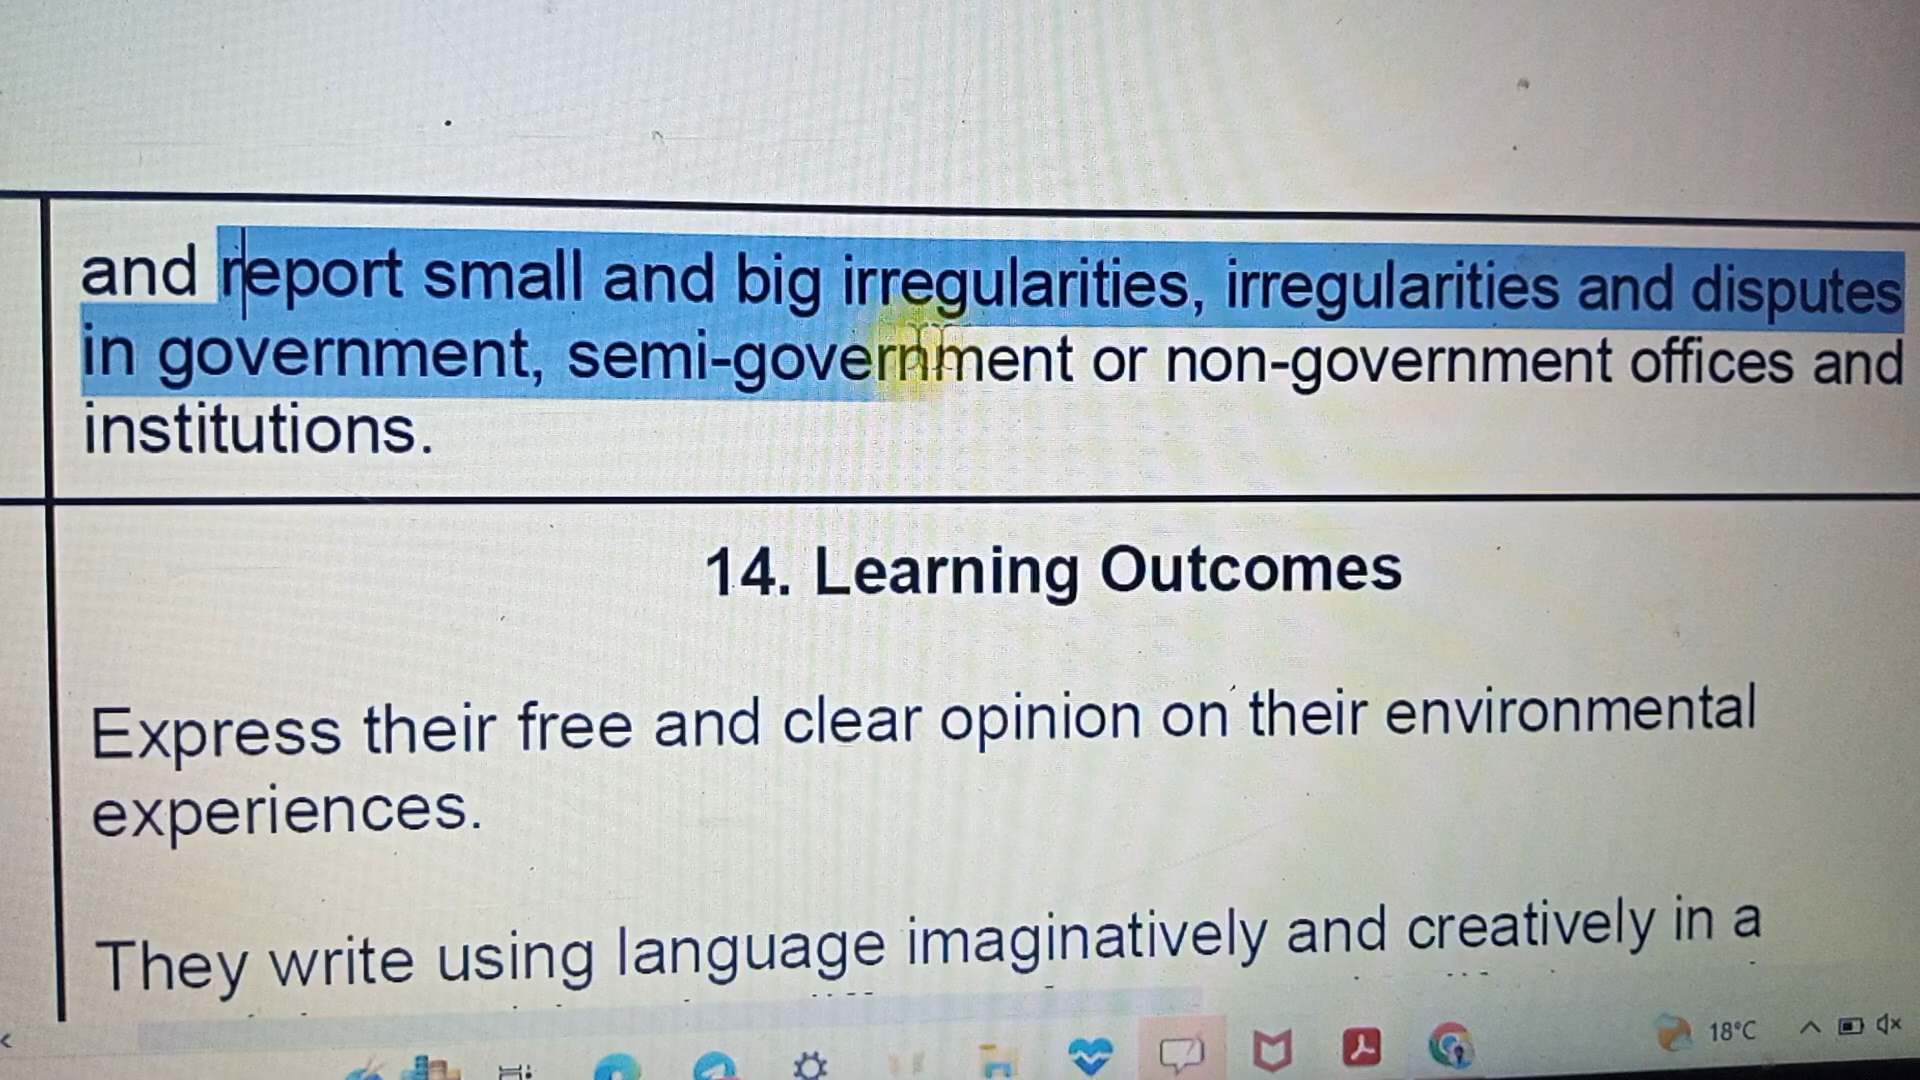 and report small and big irregularities, irregularities and disputes
in government, semi-government or non-government offices and
institutions.
14. Learning Outcomes
Express their free and clear opinion on their environmental
experiences.
They write using language imaginatively and creatively in a
18°C